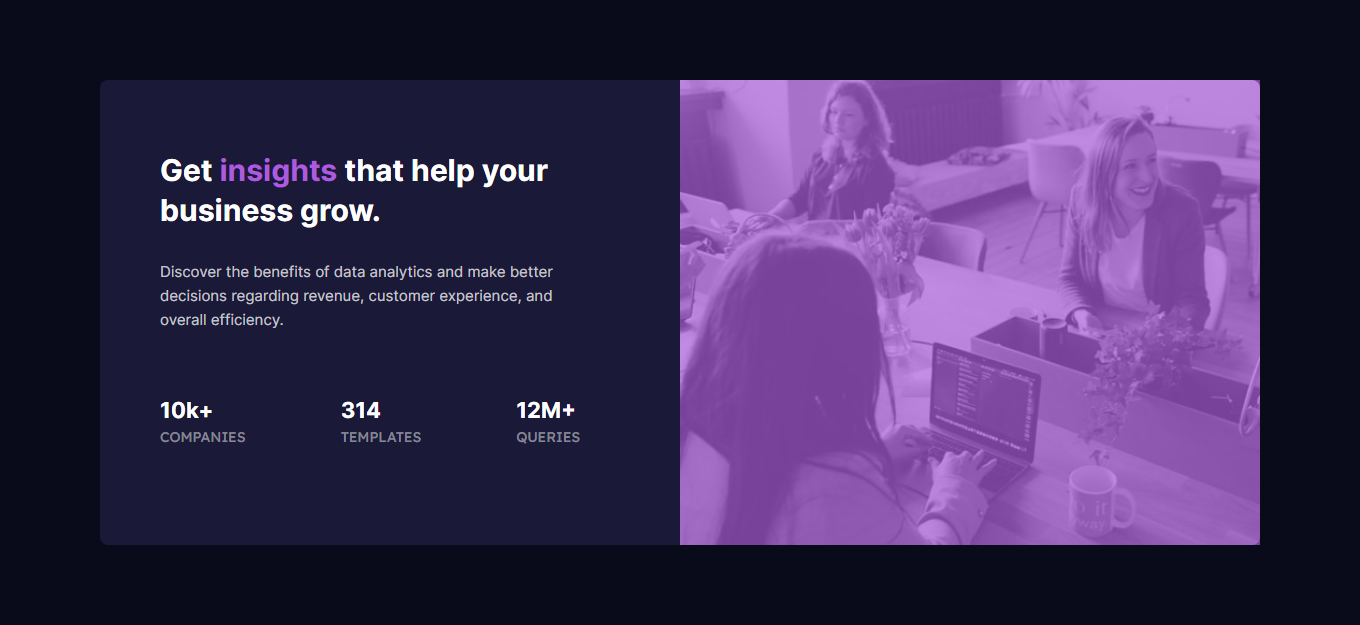 Get insights that help your
business grow.
Discover the benefits of data analytics and make better
decisions regarding revenue, customer experience, and
overall efficiency.
10k+ 314 12M+
COMPANIES TEMPLATES QUERIES